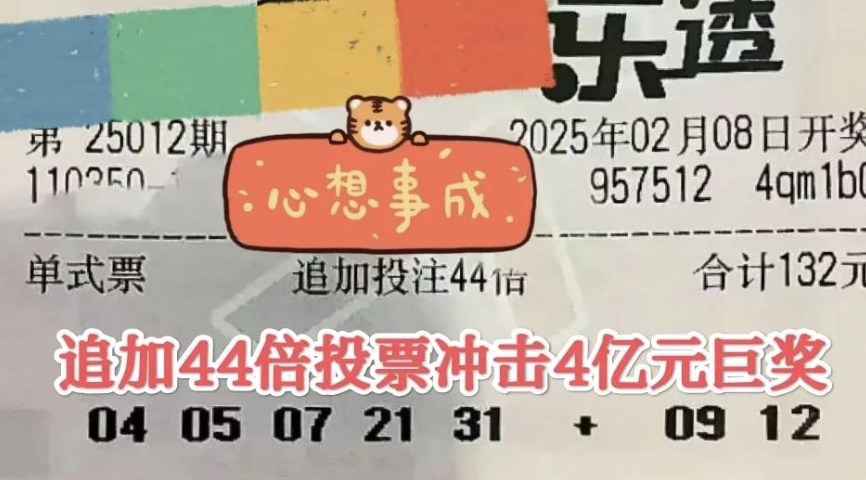 乐透
第 25012期
2025年02月08日开奖
110250-
957512 4qm1b0
心想事成
单式票
追加投注44倍
合计132元
追加44倍投票冲击4亿元巨奖
04 05 07 21 31 + 09 12